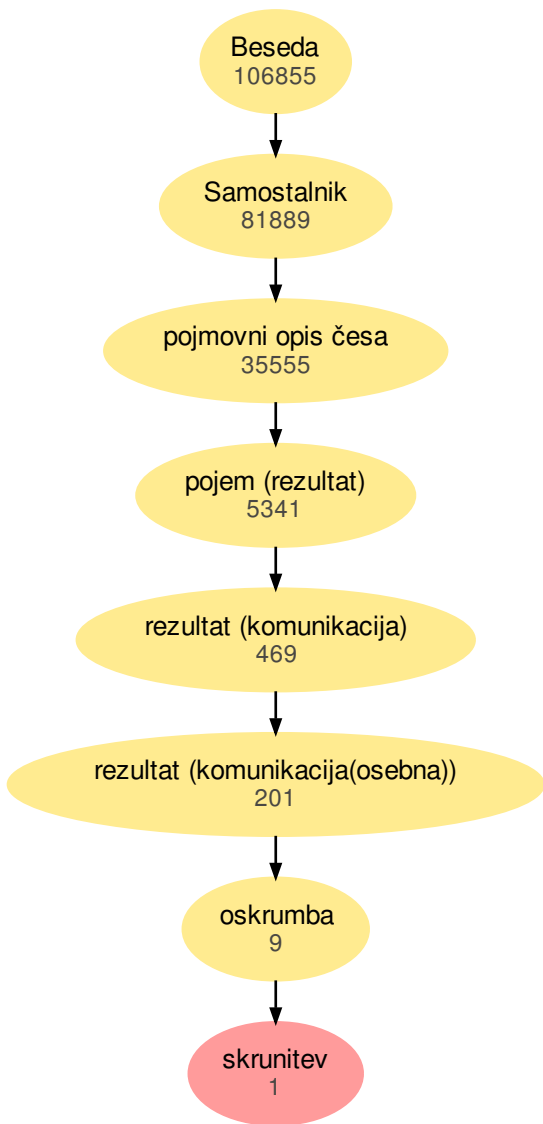 Beseda
106855
Samostalnik
81889
pojmovni opis česa
35555
pojem (rezultat)
5341
rezultat (komunikacija)
469
rezultat (komunikacija(osebna))
201
oskrumba
9
skrunitev
1